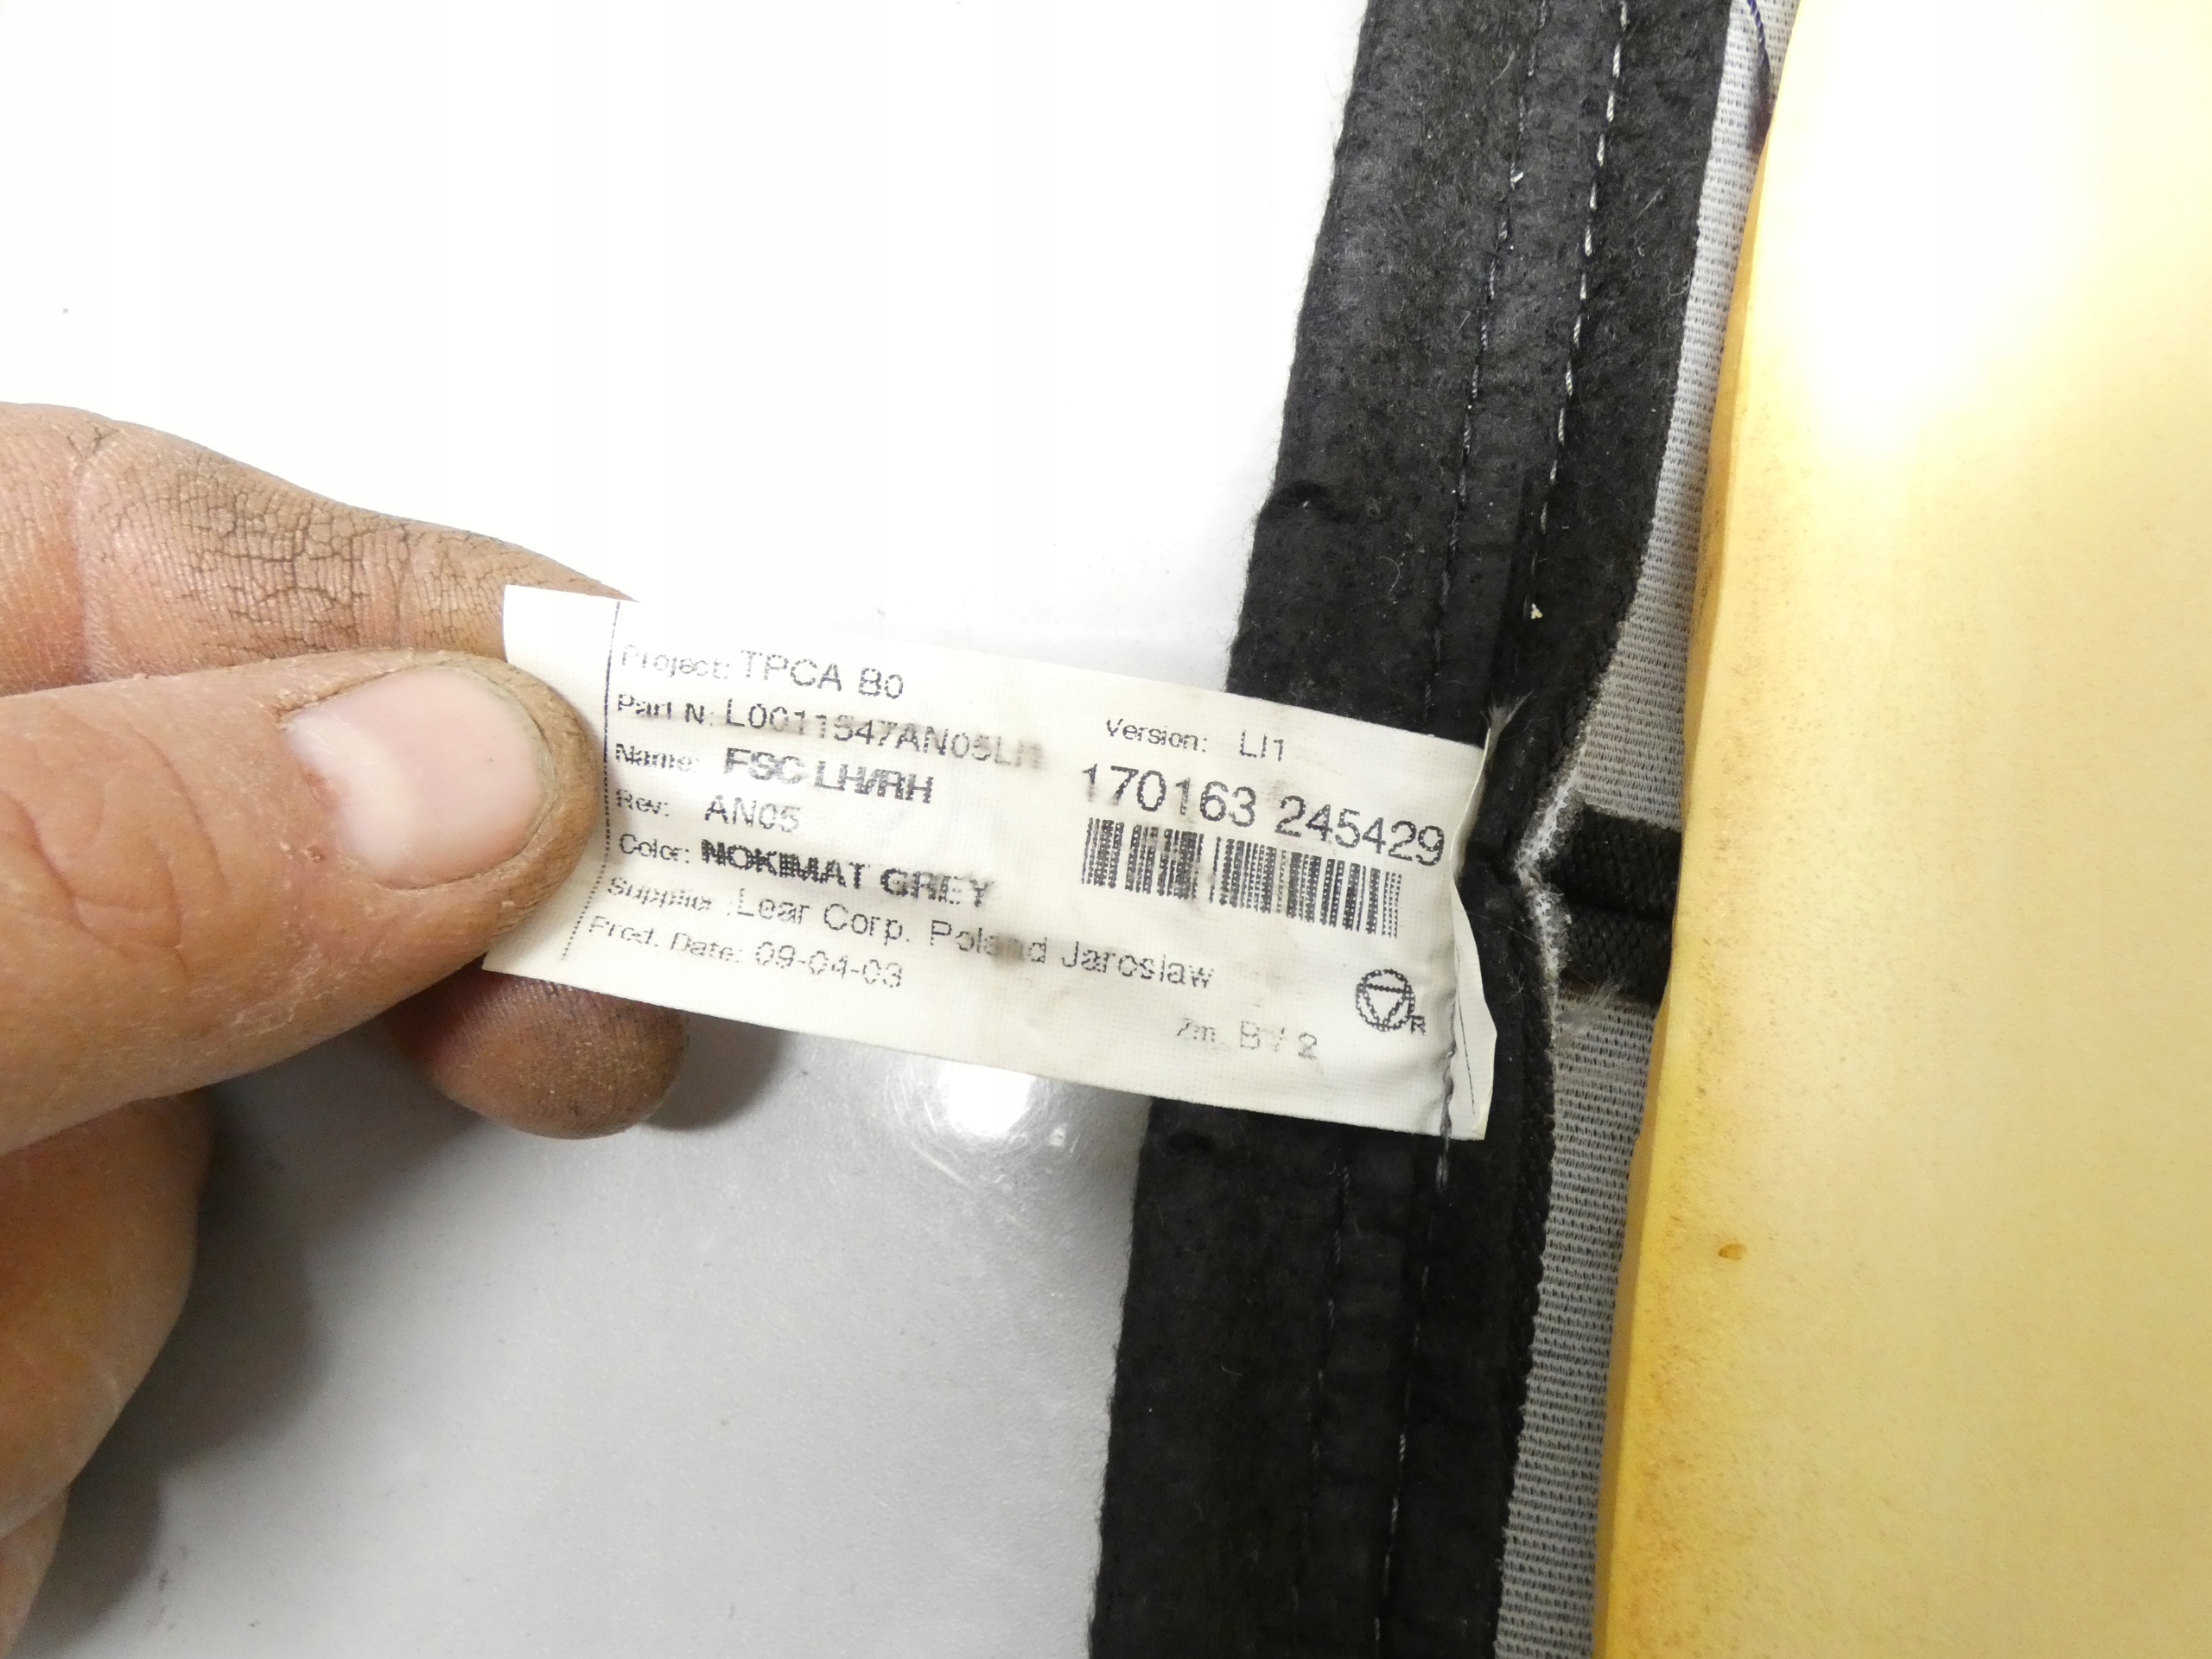 Project: TPCA B0
Part N: L0011547AN05LI1
Version: LI1
Name: FSC LH/RH
170163 245429
Rev: AN05
Color: NOKIMAT GREY
Supplier :Lear Corp. Poland Jaroslaw
Prod. Date: 09-04-03
Zm. B / 2
R